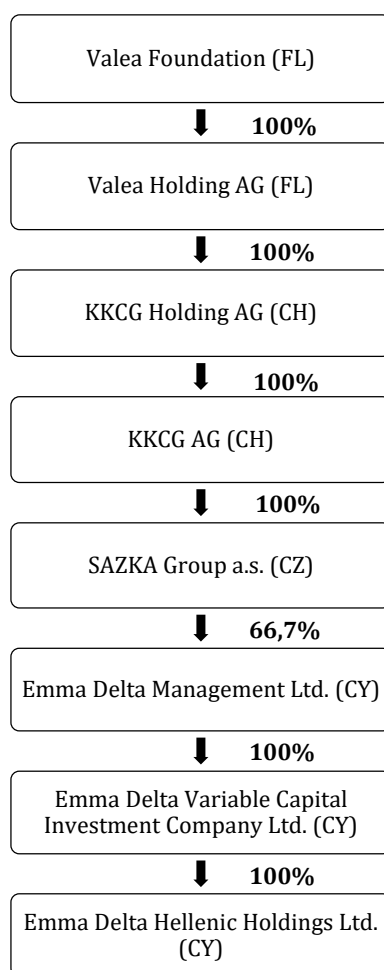 Valea Foundation (FL)
100%
Valea Holding AG (FL)
100%
KKCG Holding AG (CH)
100%
KKCG AG (CH)
100%
SAZKA Group a.s. (CZ)
66,7%
Emma Delta Management Ltd. (CY)
100%
Emma Delta Variable Capital
Investment Company Ltd. (CY)
100%
Emma Delta Hellenic Holdings Ltd.
(CY)